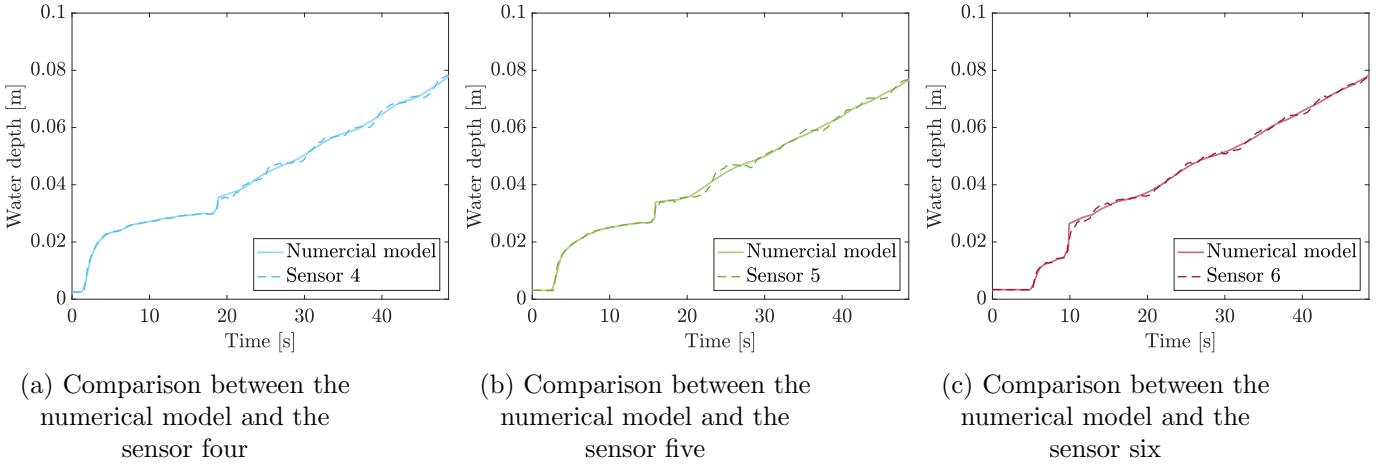 0.1
0.08
0.06
0.04
0.02
0
Water depth [m]
Numercial model
Sensor 4
0 10 20 30 40
Time [s]
(a) Comparison between the
numerical model and the
sensor four
0.1
0.08
0.06
0.04
0.02
0
Water depth [m]
Numercial model
Sensor 5
0 10 20 30 40
Time [s]
(b) Comparison between the
numerical model and the
sensor five
0.1
0.08
0.06
0.04
0.02
0
Water depth [m]
Numerical model
Sensor 6
0 10 20 30 40
Time [s]
(c) Comparison between the
numerical model and the
sensor six